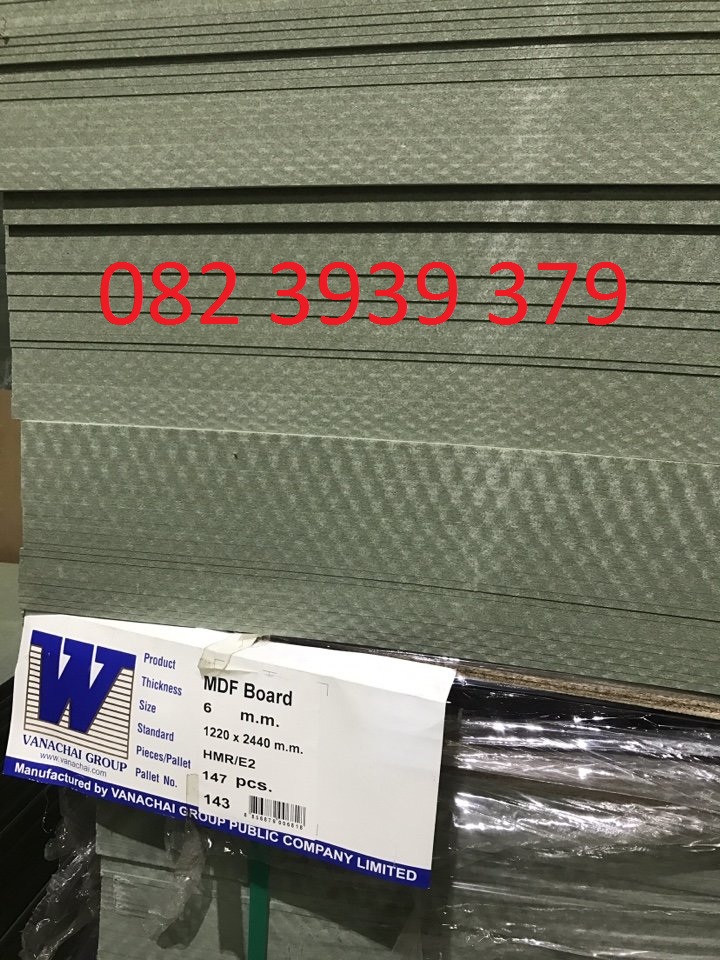 082 3939 379
W
VANACHAI GROUP
www.vanachai.com
Product MDF Board
Thickness 6 m.m.
Size 1220 x 2440 m.m.
Standard HMR/E2
Pieces/Pallet 147 pcs.
Pallet No. 143
Manufactured by VANACHAI GROUP PUBLIC COMPANY LIMITED